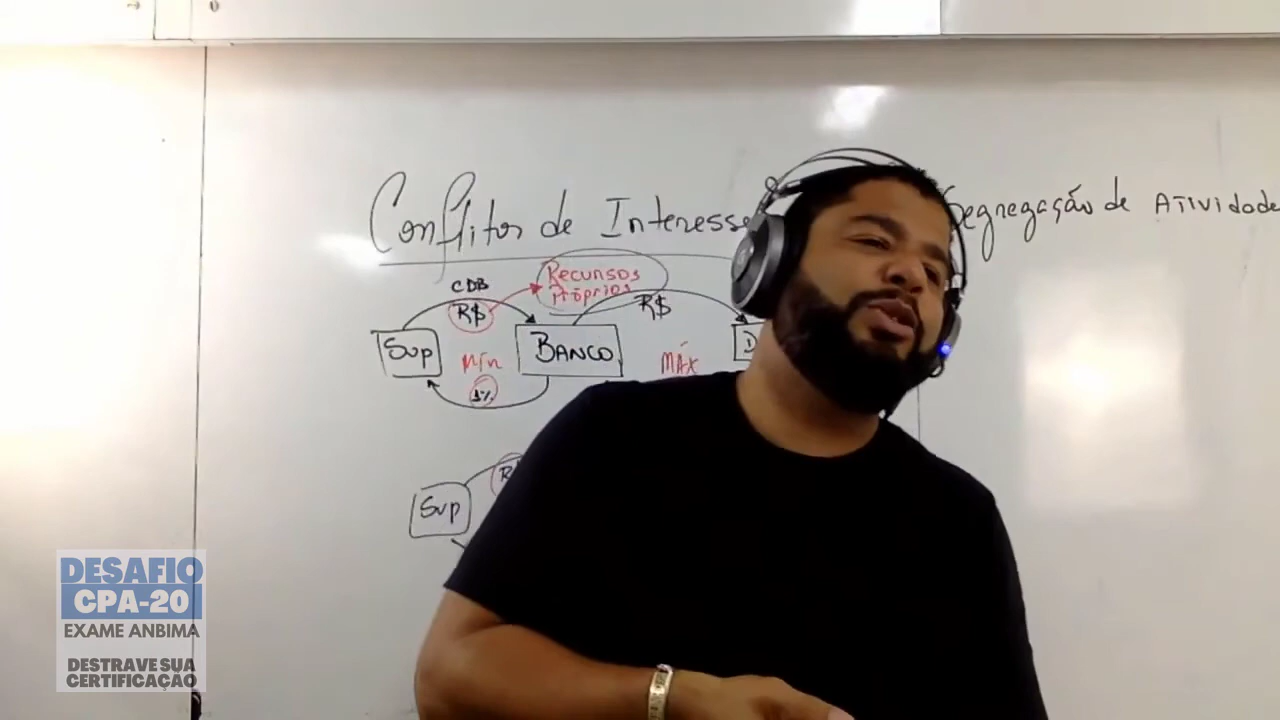 Conflitos de Interesse
Segregação de Atividade
CDB
Recursos
Próprios
R$
R$
Sup
BANCO
D
Mín
MÁX
1%
R
Sup
DESAFIO
CPA-20
EXAME ANBIMA
DESTRAVE SUA
CERTIFICAÇÃO